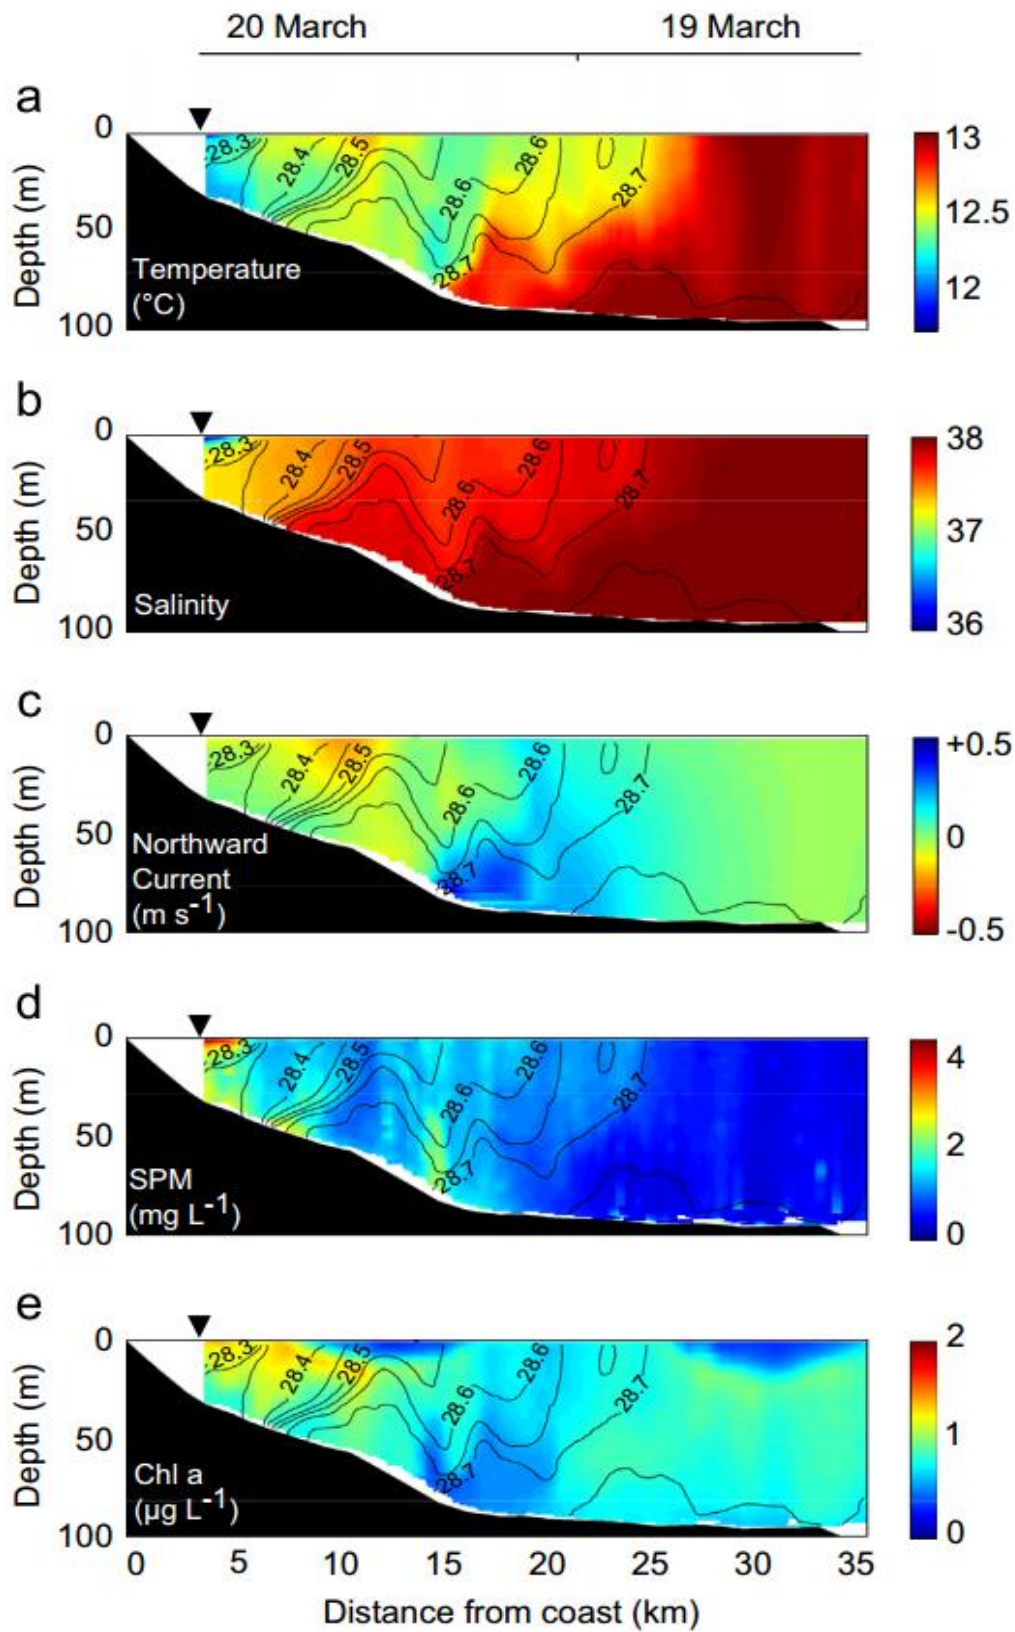 20 March 19 March
a
0
50
100
Depth (m)
28.3
28.4
28.5
28.6
28.6
28.7
28.7
Temperature
(°C)
13
12.5
12
b
0
50
100
Depth (m)
28.3
28.4
28.5
28.6
28.6
28.7
28.7
Salinity
38
37
36
c
0
50
100
Depth (m)
28.3
28.4
28.5
28.6
28.6
28.7
28.7
Northward
Current
(m s-1)
+0.5
0
-0.5
d
0
50
100
Depth (m)
28.3
28.4
28.5
28.6
28.6
28.7
28.7
SPM
(mg L-1)
4
2
0
e
0
50
100
Depth (m)
28.3
28.4
28.5
28.6
28.6
28.7
28.7
Chl a
(µg L-1)
2
1
0
0 5 10 15 20 25 30 35
Distance from coast (km)